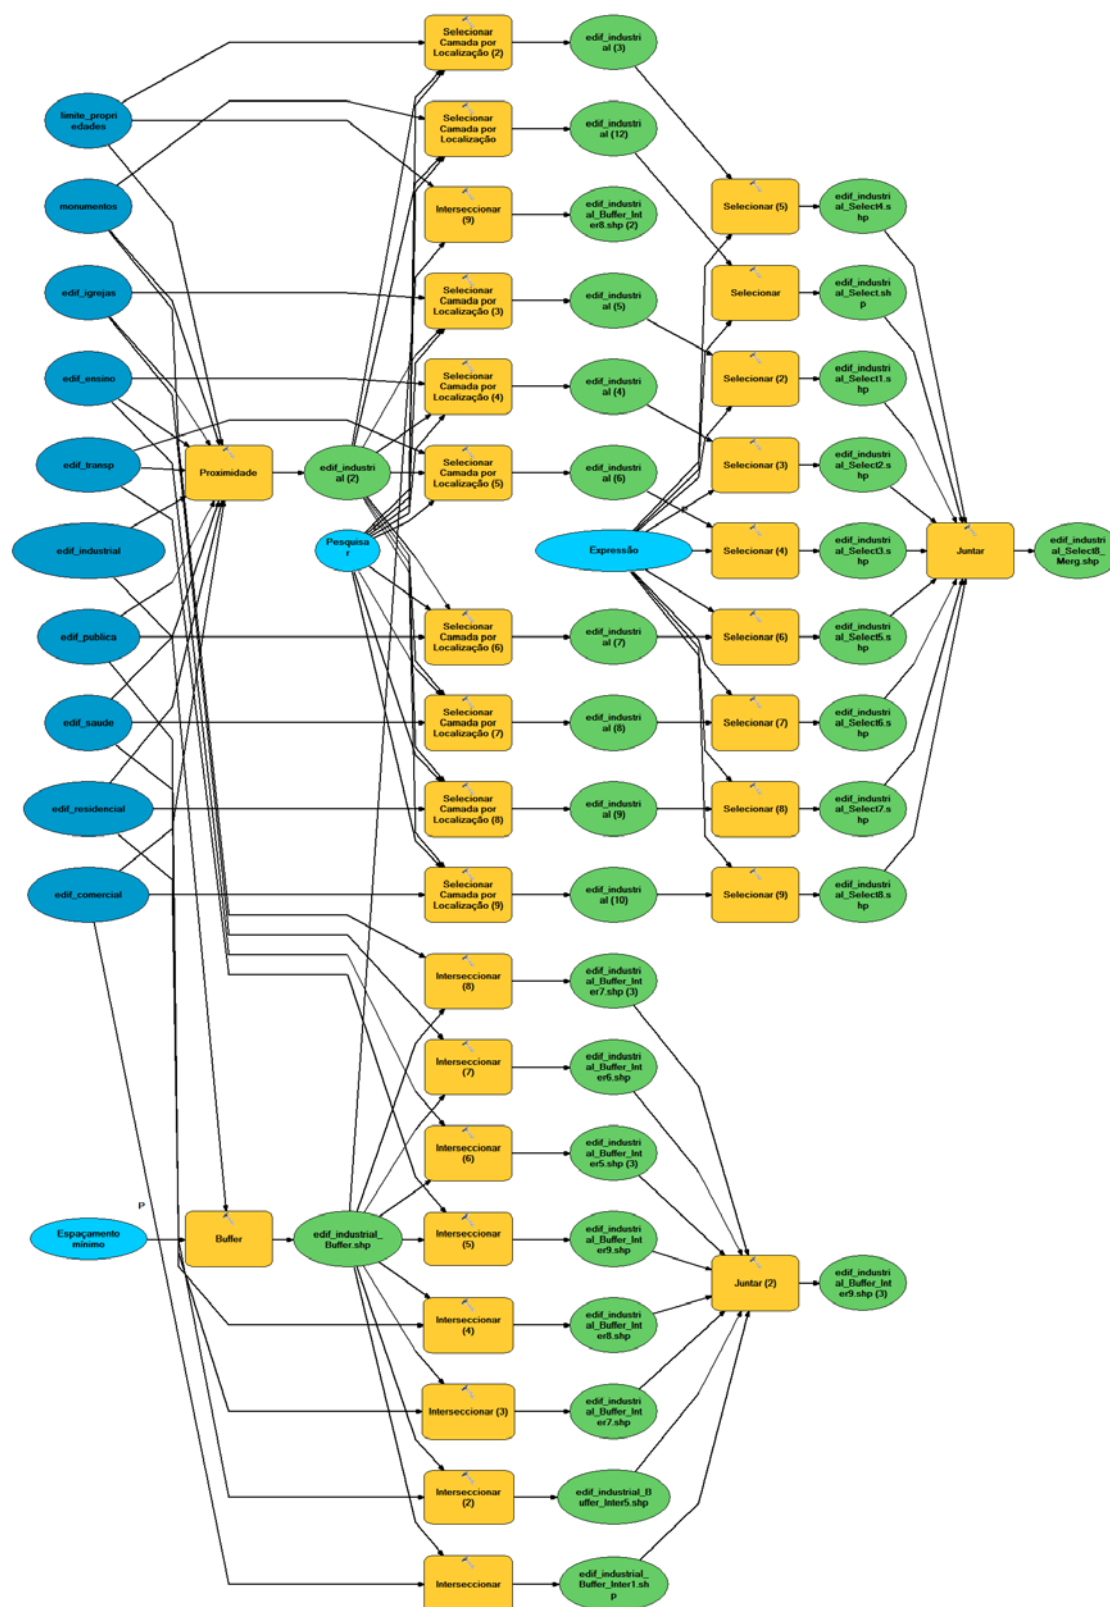 limite_propri
edades
monumentos
edif_igrejas
edif_ensino
edif_transp
edif_industrial
edif_publica
edif_saude
edif_residencial
edif_comercial
P
Espaçamento
mínimo
Proximidade
Buffer
edif_industri
al (2)
Pesquisa
r
edif_industrial_
Buffer.shp
Selecionar
Camada por
Localização (2)
Selecionar
Camada por
Localização
Interseccionar
(9)
Selecionar
Camada por
Localização (3)
Selecionar
Camada por
Localização (4)
Selecionar
Camada por
Localização (5)
Selecionar
Camada por
Localização (6)
Selecionar
Camada por
Localização (7)
Selecionar
Camada por
Localização (8)
Selecionar
Camada por
Localização (9)
Interseccionar
(8)
Interseccionar
(7)
Interseccionar
(6)
Interseccionar
(5)
Interseccionar
(4)
Interseccionar (3)
Interseccionar
(2)
Interseccionar
edif_industri
al (3)
edif_industri
al (12)
edif_industri
al_Buffer_Int
er8.shp (2)
edif_industri
al (5)
edif_industri
al (4)
edif_industri
al (6)
Expressão
edif_industri
al (7)
edif_industri
al (8)
edif_industri
al (9)
edif_industri
al (10)
edif_industri
al_Buffer_Int
er7.shp (3)
edif_industri
al_Buffer_Int
er6.shp
edif_industri
al_Buffer_Int
er5.shp (3)
edif_industri
al_Buffer_Int
er9.shp
edif_industri
al_Buffer_Int
er8.shp
edif_industri
al_Buffer_Int
er7.shp
edif_industrial_B
uffer_Inter5.shp
edif_industrial_
Buffer_Inter1.sh
p
Selecionar (5)
Selecionar
Selecionar (2)
Selecionar (3)
Selecionar (4)
Selecionar (6)
Selecionar (7)
Selecionar (8)
Selecionar (9)
Juntar (2)
edif_industri
al_Select4.s
hp
edif_industri
al_Select.sh
p
edif_industri
al_Select1.s
hp
edif_industri
al_Select2.s
hp
edif_industri
al_Select3.s
hp
edif_industri
al_Select5.s
hp
edif_industri
al_Select6.s
hp
edif_industri
al_Select7.s
hp
edif_industri
al_Select8.s
hp
edif_industri
al_Buffer_Int
er9.shp (3)
Juntar
edif_industri
al_Select8_
Merg.shp